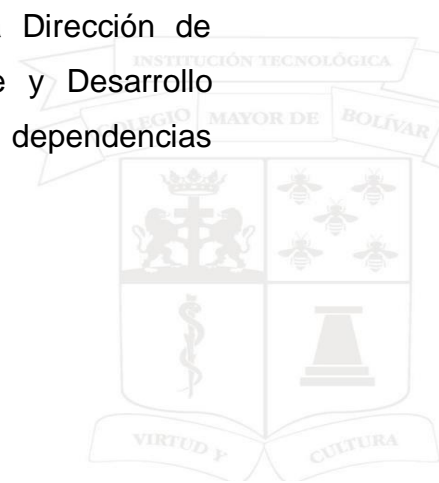 Dirección de
INSTITUCIÓN TECNOLÓGICA
e y Desarrollo
COLEGIO MAYOR DE BOLÍVAR
dependencias
VIRTUD Y CULTURA